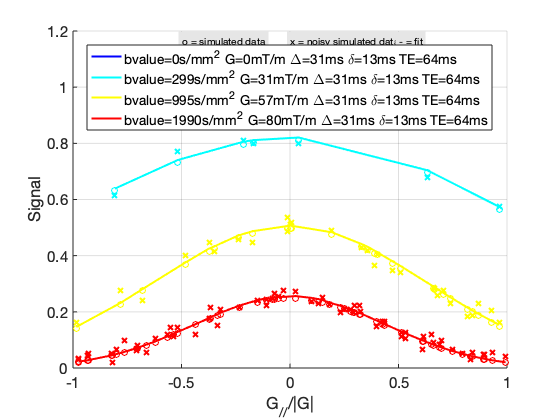 1.2
o = simulated data
x = noisy simulated data - = fit
bvalue=0s/mm² G=0mT/m Δ=31ms δ=13ms TE=64ms
bvalue=299s/mm² G=31mT/m Δ=31ms δ=13ms TE=64ms
bvalue=995s/mm² G=57mT/m Δ=31ms δ=13ms TE=64ms
bvalue=1990s/mm² G=80mT/m Δ=31ms δ=13ms TE=64ms
1
0.8
0.6
0.4
0.2
0
Signal
-1
-0.5
0
0.5
1
G_{//}/|G|